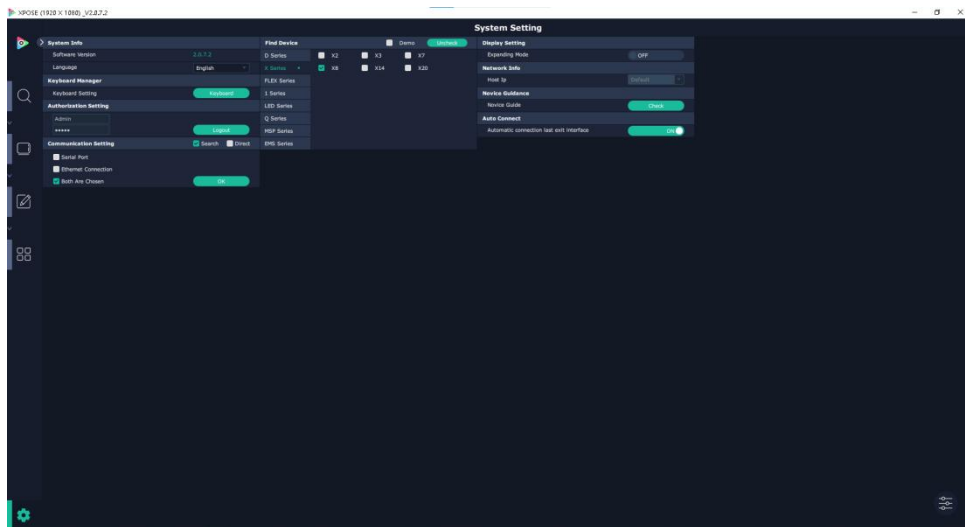 XPOSE (1920 × 1080)_V2.0.7.2
System Setting
System Info
Software Version 2.0.7.2
Language English
Keyboard Manager
Keyboard Setting Keyboard
Authorization Setting
Admin
*****
Logout
Communication Setting Search Direct
Serial Port
Ethernet Connection
Both Are Chosen OK
Find Device Demo Uncheck
D Series X2 X3 X7
X Series X8 X14 X20
FLEX Series
LED Series
Q Series
MSP Series
EMS Series
Display Setting
Expanding Mode OFF
Network Info
Host Ip Default
Novice Guidance
Novice Guide Check
Auto Connect
Automatic connection last exit interface ON